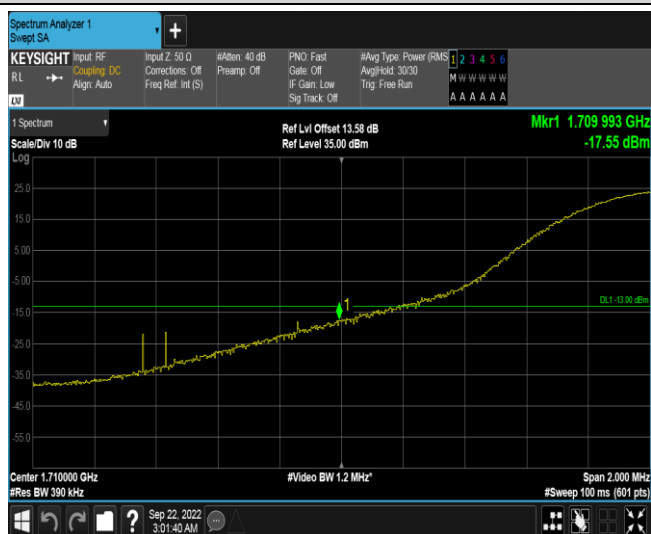 Spectrum Analyzer 1
Swept SA
KEYSIGHT
RL
LXI
Input: RF
Coupling: DC
Align: Auto
Input Z: 50 Ω
Corrections: Off
Freq Ref: Int (S)
#Atten: 40 dB
Preamp: Off
PNO: Fast
Gate: Off
IF Gain: Low
Sig Track: Off
#Avg Type: Power (RMS
Avg|Hold: 30/30
Trig: Free Run
1 2 3 4 5 6
M W W W W W
A A A A A A
1 Spectrum
Scale/Div 10 dB
Log
Ref Lvl Offset 13.58 dB
Ref Level 35.00 dBm
Mkr1 1.709 993 GHz
-17.55 dBm
25.0
15.0
5.00
-5.00
-15.0
-25.0
-35.0
-45.0
-55.0
1
DL1 -13.00 dBm
Center 1.710000 GHz
#Res BW 390 kHz
#Video BW 1.2 MHz*
Span 2.000 MHz
#Sweep 100 ms (601 pts)
?
Sep 22, 2022
3:01:40 AM